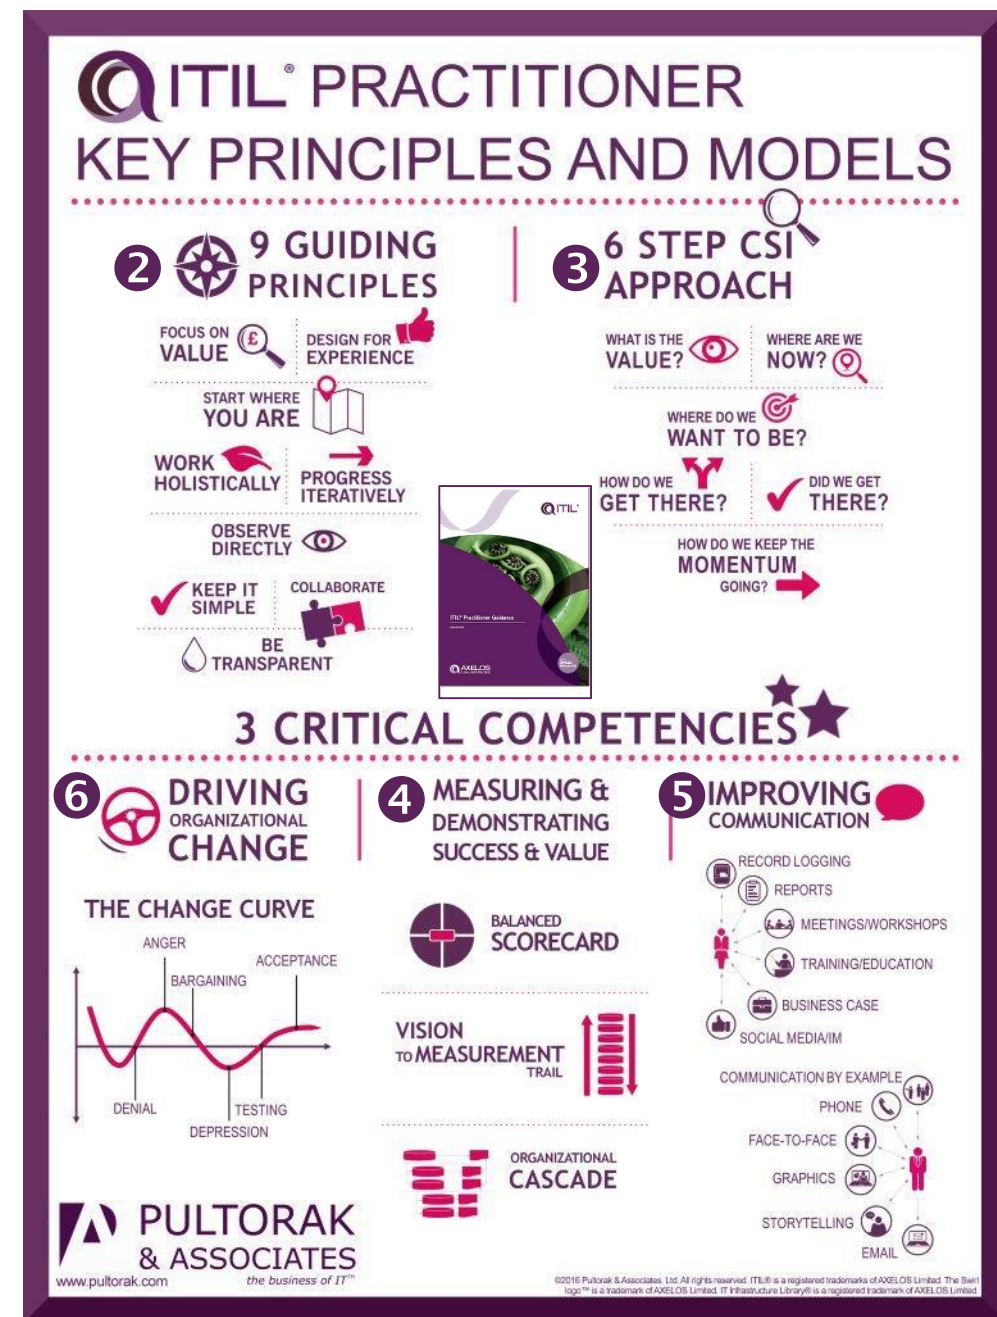 ITIL® PRACTITIONER
KEY PRINCIPLES AND MODELS
2
9 GUIDING
PRINCIPLES
FOCUS ON
VALUE
£
DESIGN FOR
EXPERIENCE
START WHERE
YOU ARE
WORK
HOLISTICALLY
PROGRESS
ITERATIVELY
OBSERVE
DIRECTLY
KEEP IT
SIMPLE
COLLABORATE
BE
TRANSPARENT
3
6 STEP CSI
APPROACH
WHAT IS THE
VALUE?
WHERE ARE WE
NOW?
WHERE DO WE
WANT TO BE?
HOW DO WE
GET THERE?
DID WE GET
THERE?
HOW DO WE KEEP THE
MOMENTUM
GOING?
ITIL®
ITIL® Practitioner Guidance
AXELOS
3 CRITICAL COMPETENCIES
6
DRIVING
ORGANIZATIONAL
CHANGE
THE CHANGE CURVE
ANGER
BARGAINING
ACCEPTANCE
DENIAL
TESTING
DEPRESSION
4
MEASURING &
DEMONSTRATING
SUCCESS & VALUE
BALANCED
SCORECARD
VISION
TO MEASUREMENT
TRAIL
ORGANIZATIONAL
CASCADE
5
IMPROVING
COMMUNICATION
RECORD LOGGING
REPORTS
MEETINGS/WORKSHOPS
TRAINING/EDUCATION
BUSINESS CASE
SOCIAL MEDIA/IM
COMMUNICATION BY EXAMPLE
PHONE
FACE-TO-FACE
GRAPHICS
STORYTELLING
EMAIL
PULTORAK
& ASSOCIATES
www.pultorak.com
the business of IT™
©2016 Pultorak & Associates, Ltd. All rights reserved. ITIL® is a registered trademarks of AXELOS Limited. The Swirl
logo™ is a trademark of AXELOS Limited. IT Infrastructure Library® is a registered trademark of AXELOS Limited.